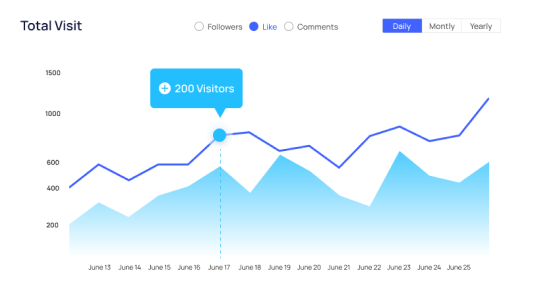 Total Visit
Followers Like Comments
Daily Montly Yearly
1500
200 Visitors
1000
600
400
200
June 13 June 14 June 15 June 16 June 17 June 18 June 19 June 20 June 21 June 22 June 23 June 24 June 25